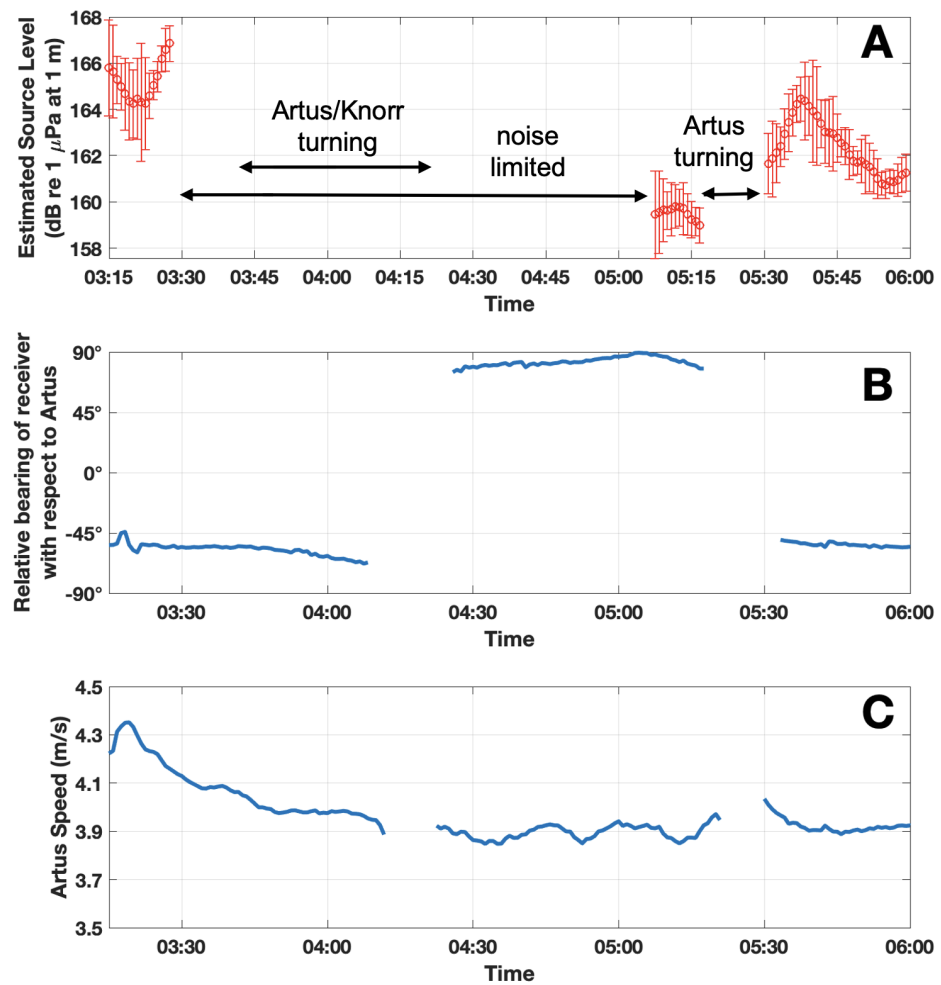 A
Estimated Source Level
(dB re 1 μPa at 1 m)
168
166
164
162
160
158
Artus/Knorr
turning
noise
limited
Artus
turning
03:15 03:30 03:45 04:00 04:15 04:30 04:45 05:00 05:15 05:30 05:45 06:00
Time
B
Relative bearing of receiver
with respect to Artus
90°
45°
0°
-45°
-90°
03:30 04:00 04:30 05:00 05:30 06:00
Time
C
Artus Speed (m/s)
4.5
4.3
4.1
3.9
3.7
3.5
03:30 04:00 04:30 05:00 05:30 06:00
Time